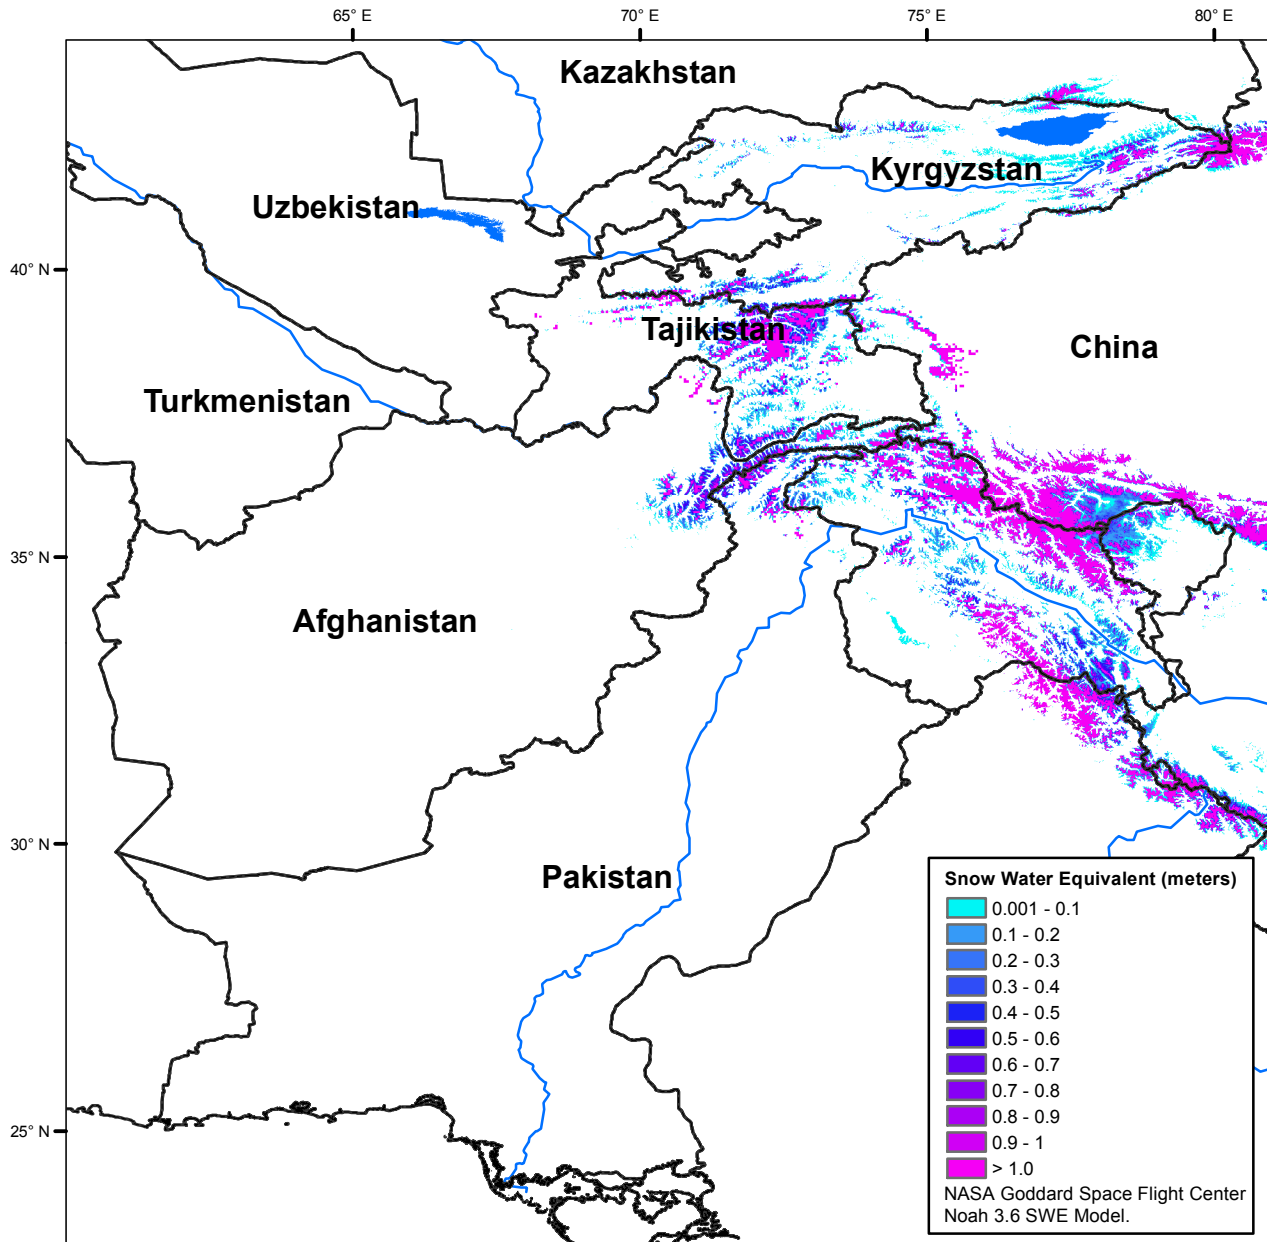 65° E 70° E 75° E 80° E
Kazakhstan
Kyrgyzstan
Uzbekistan
40° N
Tajikistan
China
Turkmenistan
35° N
Afghanistan
30° N
Pakistan
25° N
Snow Water Equivalent (meters)
0.001 - 0.1
0.1 - 0.2
0.2 - 0.3
0.3 - 0.4
0.4 - 0.5
0.5 - 0.6
0.6 - 0.7
0.7 - 0.8
0.8 - 0.9
0.9 - 1
> 1.0
NASA Goddard Space Flight Center
Noah 3.6 SWE Model.